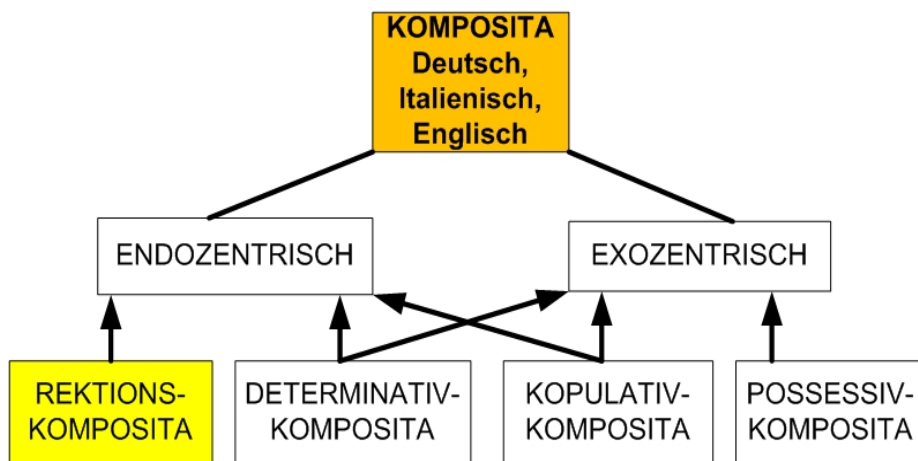 KOMPOSITA
Deutsch,
Italienisch,
Englisch
ENDOZENTRISCH
EXOZENTRISCH
REKTIONS-
KOMPOSITA
DETERMINATIV-
KOMPOSITA
KOPULATIV-
KOMPOSITA
POSSESSIV-
KOMPOSITA